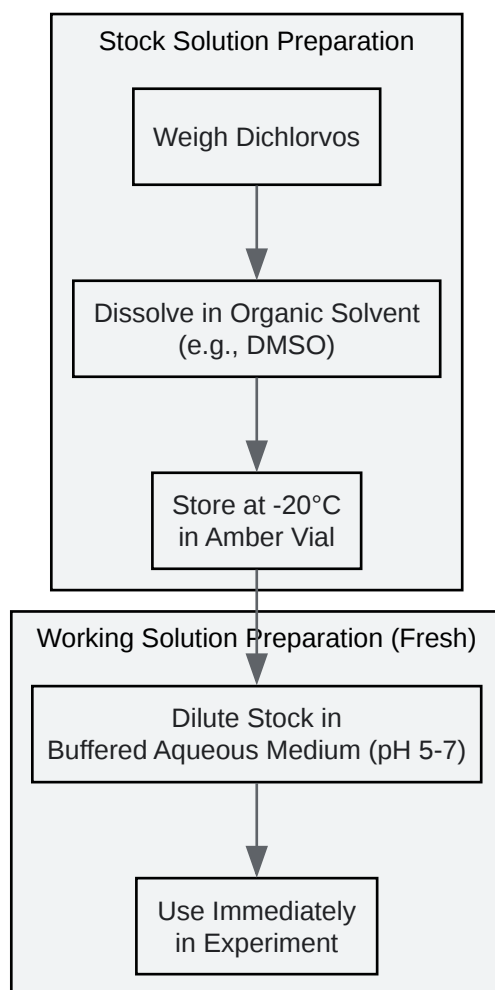 Stock Solution Preparation
Weigh Dichlorvos
Dissolve in Organic Solvent
(e.g., DMSO)
Store at -20°C
in Amber Vial
Working Solution Preparation (Fresh)
Dilute Stock in
Buffered Aqueous Medium (pH 5-7)
Use Immediately
in Experiment